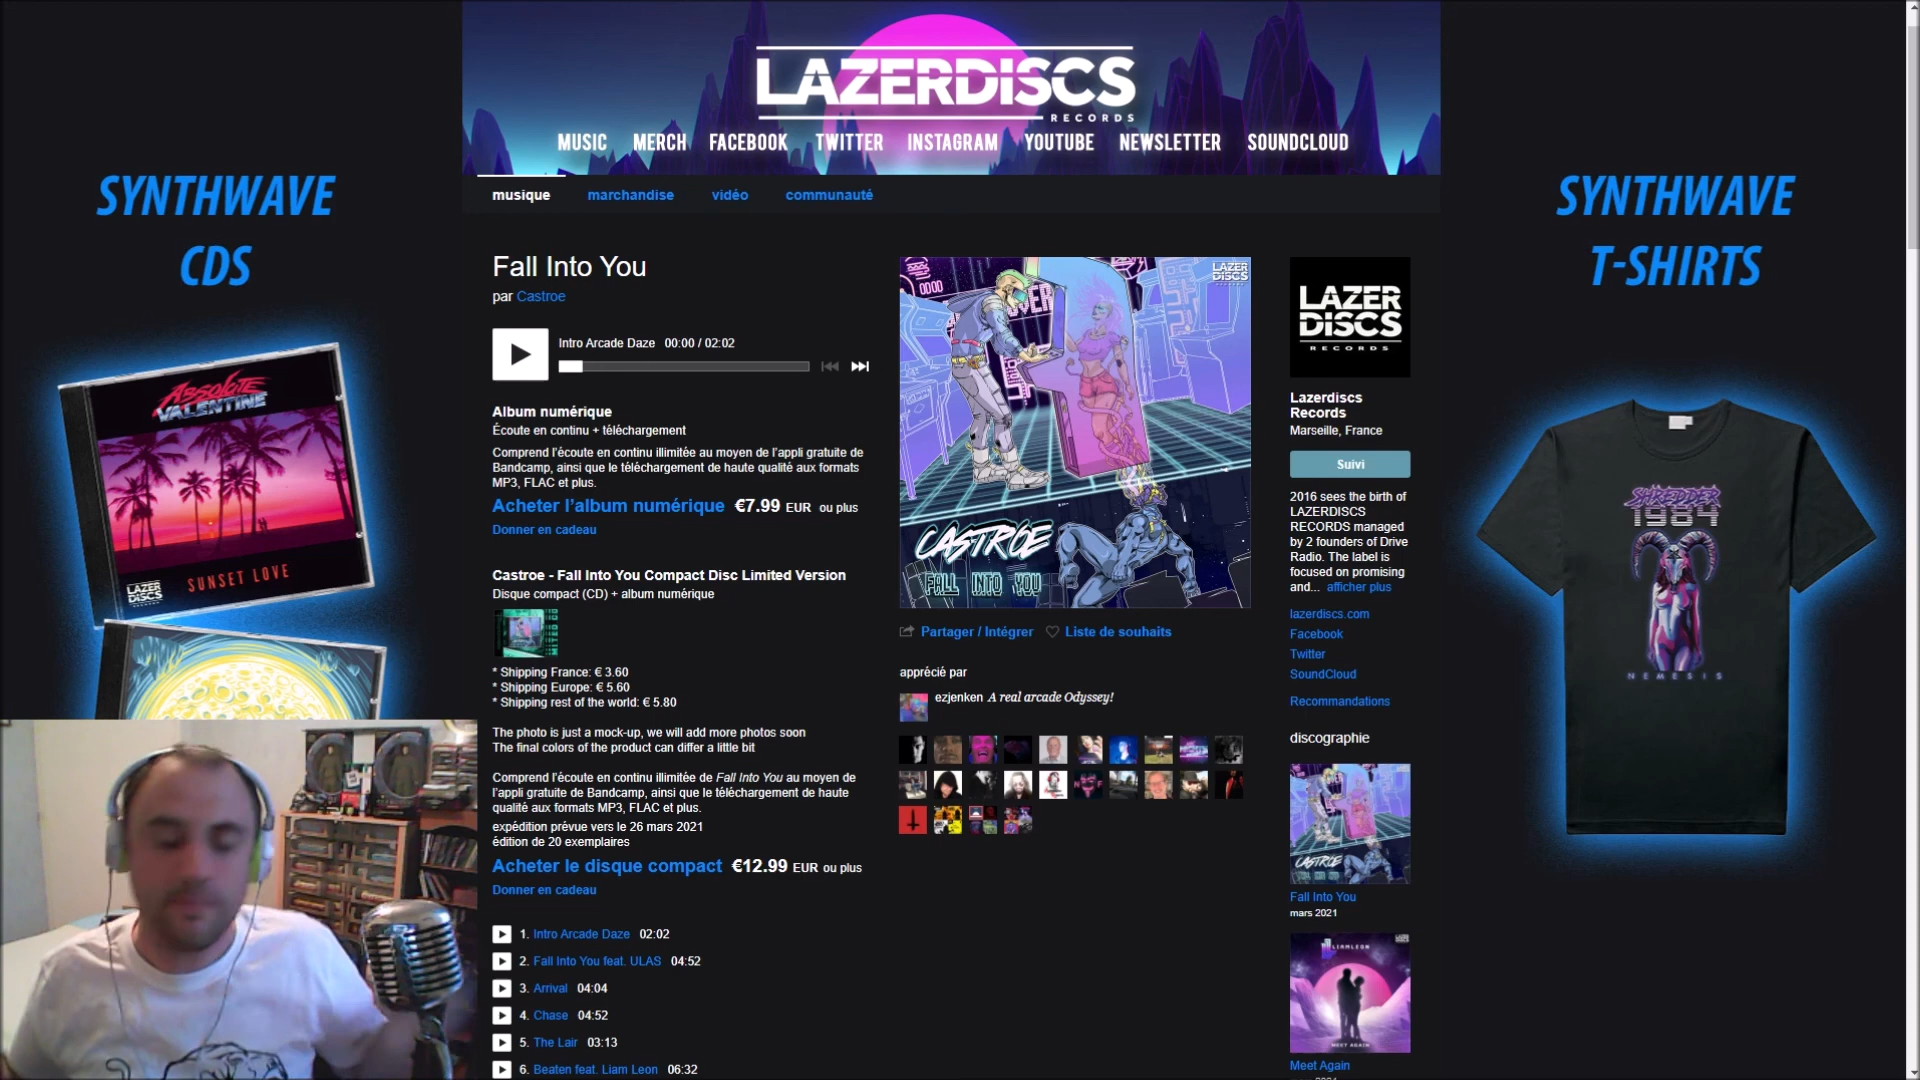 LAZERDISCS
RECORDS
MUSIC MERCH FACEBOOK TWITTER INSTAGRAM YOUTUBE NEWSLETTER SOUNDCLOUD
musique marchandise vidéo communauté
SYNTHWAVE
CDS
ABSOLUTE
VALENTINE
LAZER
DISCS
SUNSET LOVE
Fall Into You
par Castroe
Intro Arcade Daze 00:00 / 02:02
Album numérique
Écoute en continu + téléchargement
Comprend l'écoute en continu illimitée au moyen de l'appli gratuite de
Bandcamp, ainsi que le téléchargement de haute qualité aux formats
MP3, FLAC et plus.
Acheter l'album numérique €7.99 EUR ou plus
Donner en cadeau
Castroe - Fall Into You Compact Disc Limited Version
Disque compact (CD) + album numérique
* Shipping France: € 3.60
* Shipping Europe: € 5.60
* Shipping rest of the world: € 5.80
The photo is just a mock-up, we will add more photos soon
The final colors of the product can differ a little bit
Comprend l'écoute en continu illimitée de Fall Into You au moyen de
l'appli gratuite de Bandcamp, ainsi que le téléchargement de haute
qualité aux formats MP3, FLAC et plus.
expédition prévue vers le 26 mars 2021
édition de 20 exemplaires
Acheter le disque compact €12.99 EUR ou plus
Donner en cadeau
1. Intro Arcade Daze 02:02
2. Fall Into You feat. ULAS 04:52
3. Arrival 04:04
4. Chase 04:52
5. The Lair 03:13
6. Beaten feat. Liam Leon 06:32
LAZER
DISCS
CASTROE
FALL INTO YOU
Partager / Intégrer Liste de souhaits
apprécié par
ezjenken A real arcade Odyssey!
LAZER
DISCS
RECORDS
Lazerdiscs
Records
Marseille, France
Suivi
2016 sees the birth of
LAZERDISCS
RECORDS managed
by 2 founders of Drive
Radio. The label is
focused on promising
and... afficher plus
lazerdiscs.com
Facebook
Twitter
SoundCloud
Recommandations
discographie
CASTROE
Fall Into You
mars 2021
LIAMLEON
MEET AGAIN
Meet Again
SYNTHWAVE
T-SHIRTS
SHREDDER
1984
NEMESIS